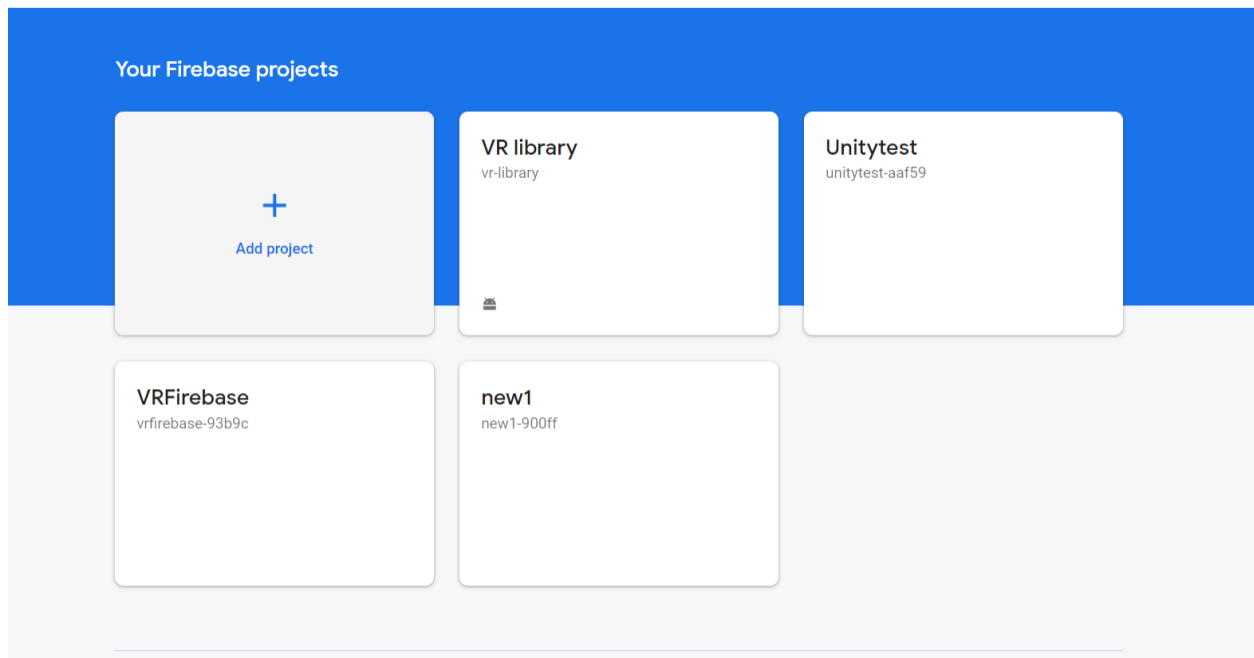 Your Firebase projects
Add project
VR library
vr-library
Unitytest
unitytest-aaf59
VRFirebase
vrfirebase-93b9c
new1
new1-900ff